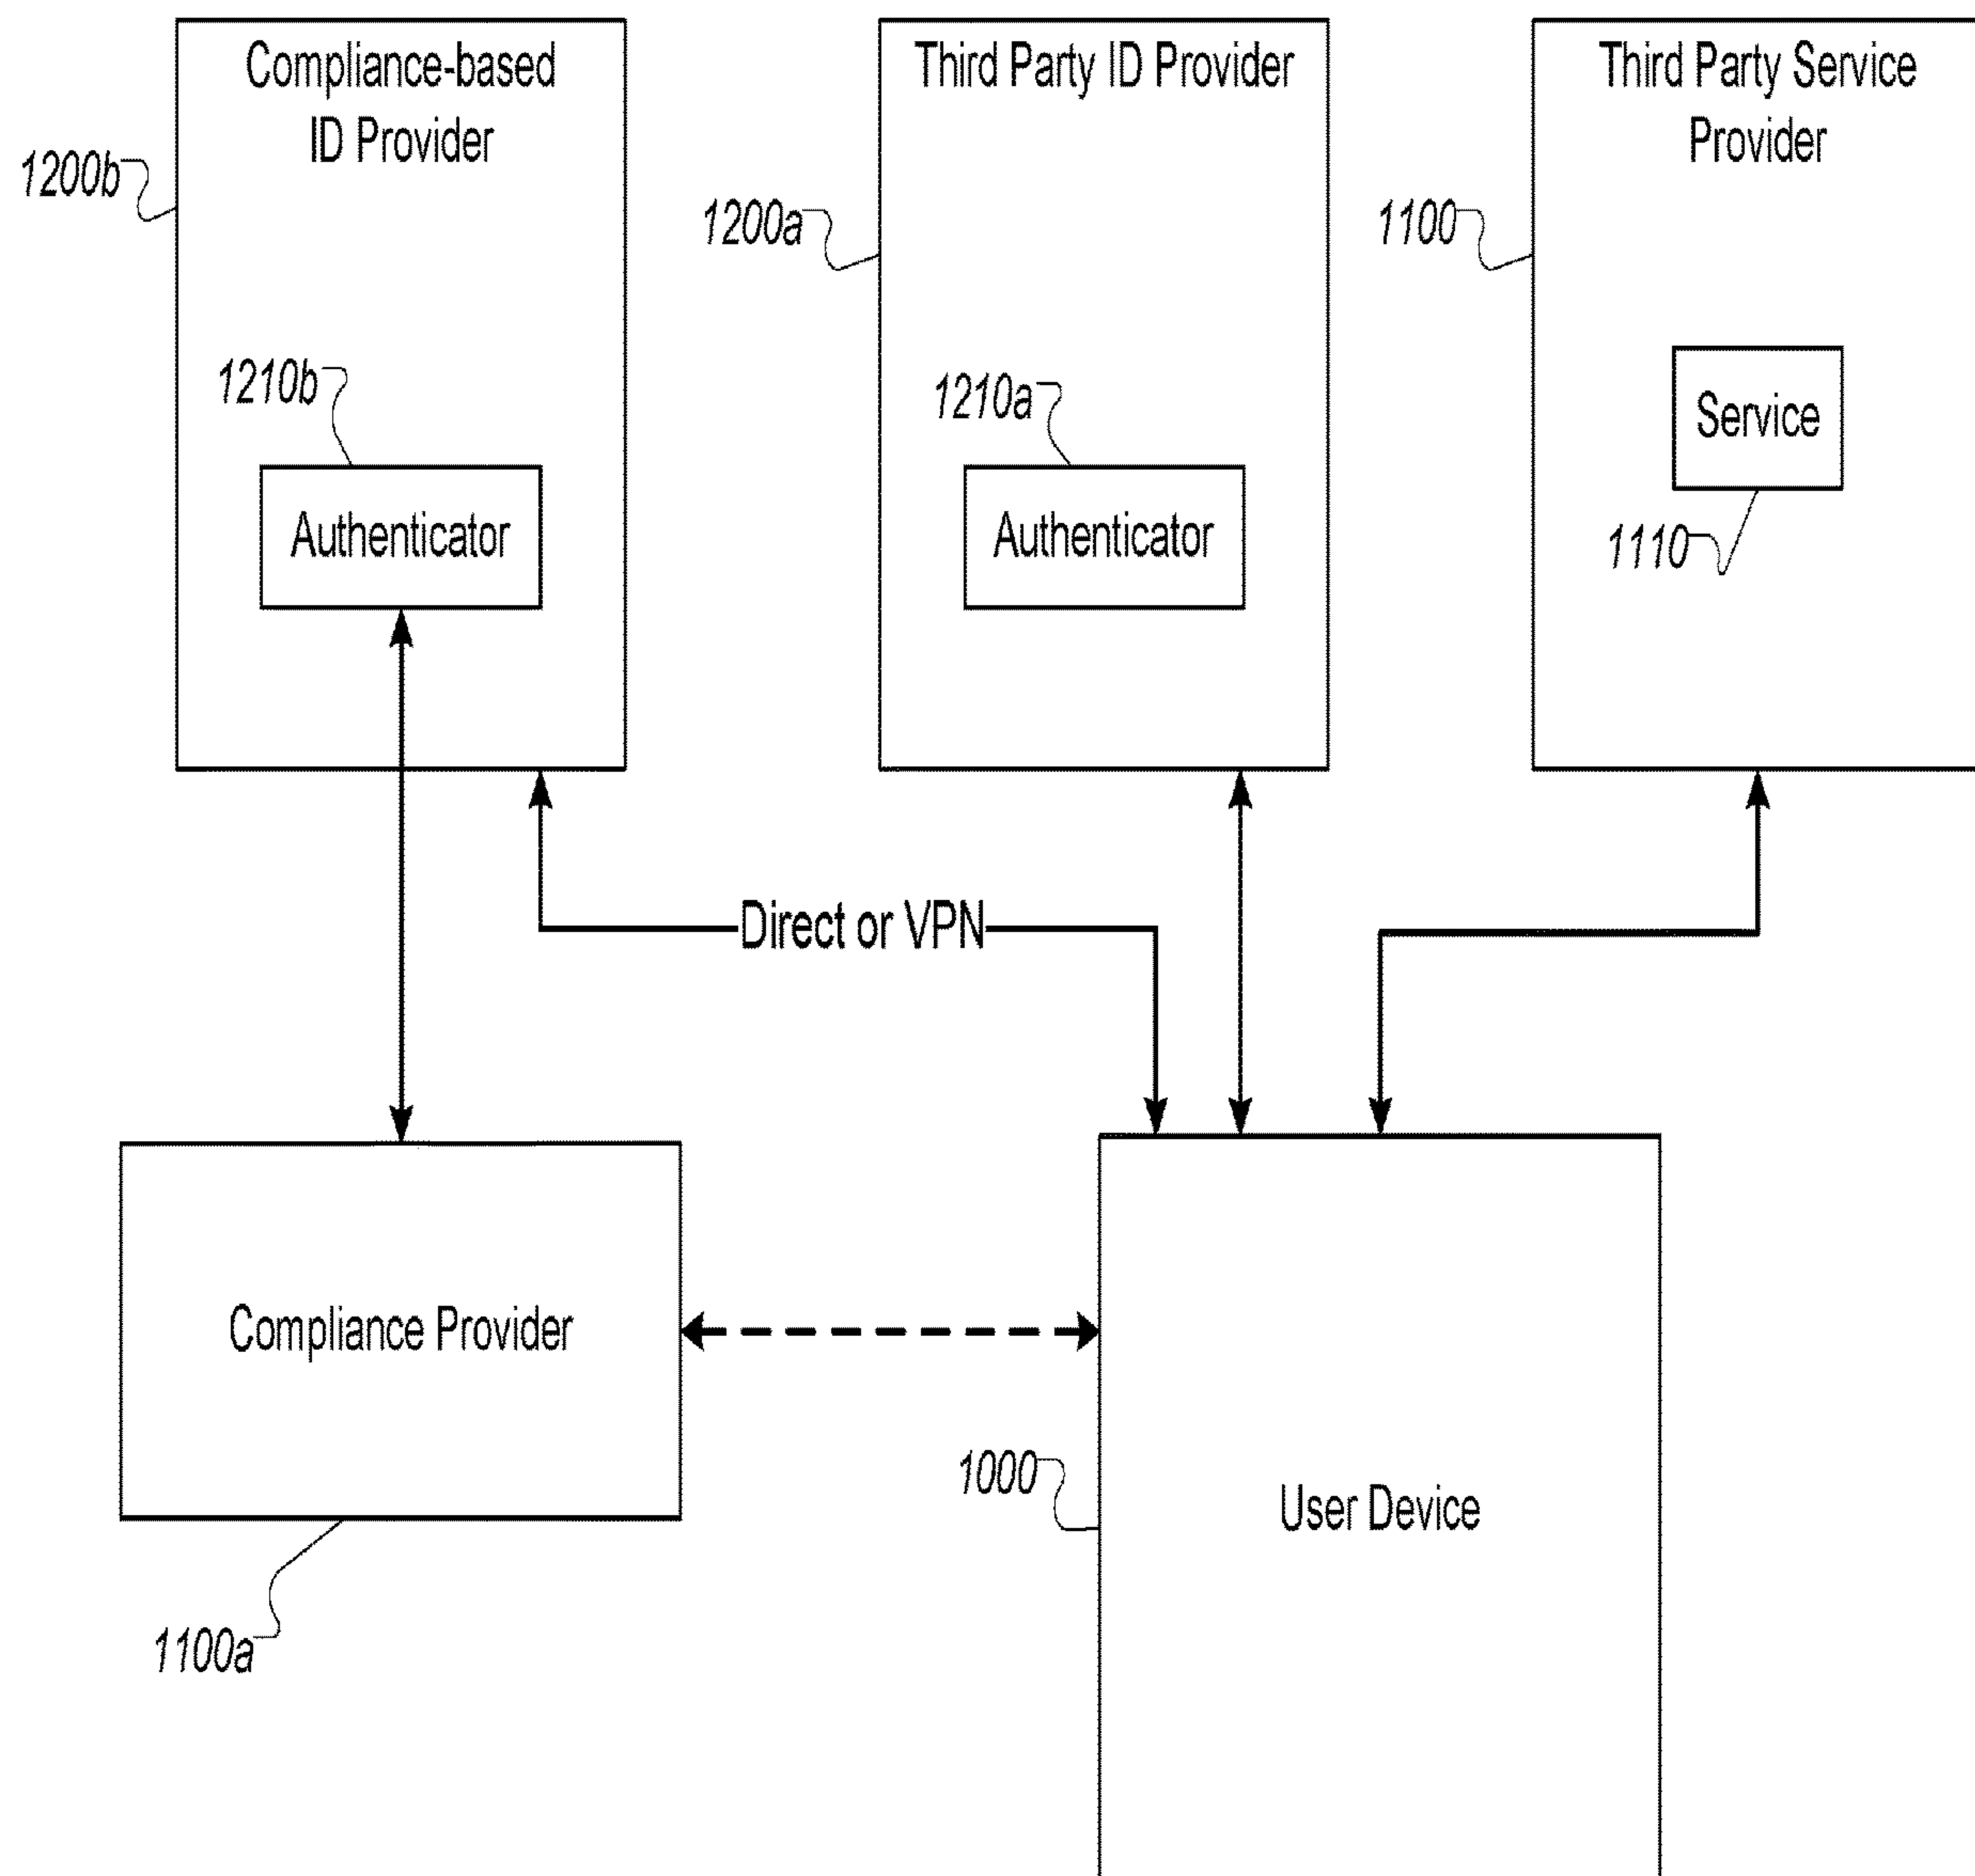 Compliance-based
ID Provider
Third Party ID Provider
Third Party Service
Provider
1200b
1200a
1100
1210b
1210a
Service
Authenticator
Authenticator
1110
Direct or VPN
Compliance Provider
1000
User Device
1100a